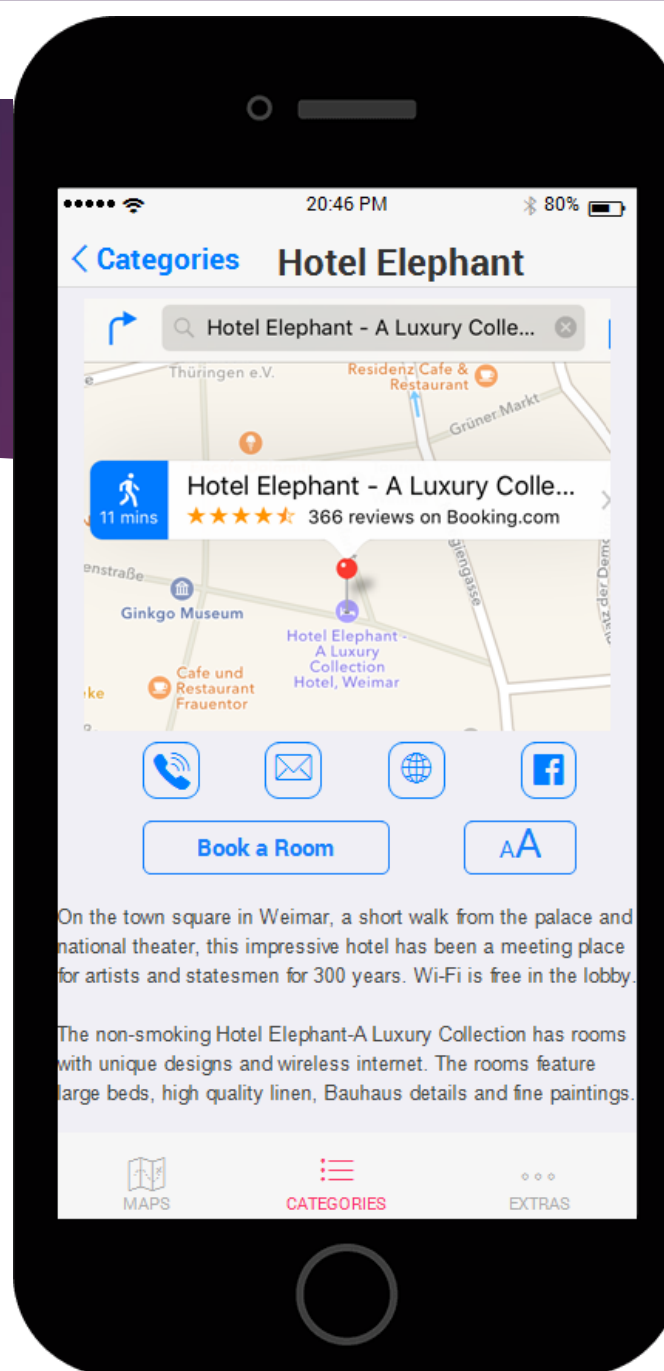 20:46 PM
80%
Categories
Hotel Elephant
Hotel Elephant - A Luxury Colle...
Thüringen e.V.
Residenz Cafe &
Restaurant
Grüner Markt
11 mins
Hotel Elephant - A Luxury Colle...
366 reviews on Booking.com
Ginkgo Museum
Hotel Elephant -
A Luxury
Collection
Hotel, Weimar
Cafe und
Restaurant
Frauentor
Book a Room
AA
On the town square in Weimar, a short walk from the palace and
national theater, this impressive hotel has been a meeting place
for artists and statesmen for 300 years. Wi-Fi is free in the lobby.
The non-smoking Hotel Elephant-A Luxury Collection has rooms
with unique designs and wireless internet. The rooms feature
large beds, high quality linen, Bauhaus details and fine paintings.
MAPS
CATEGORIES
EXTRAS